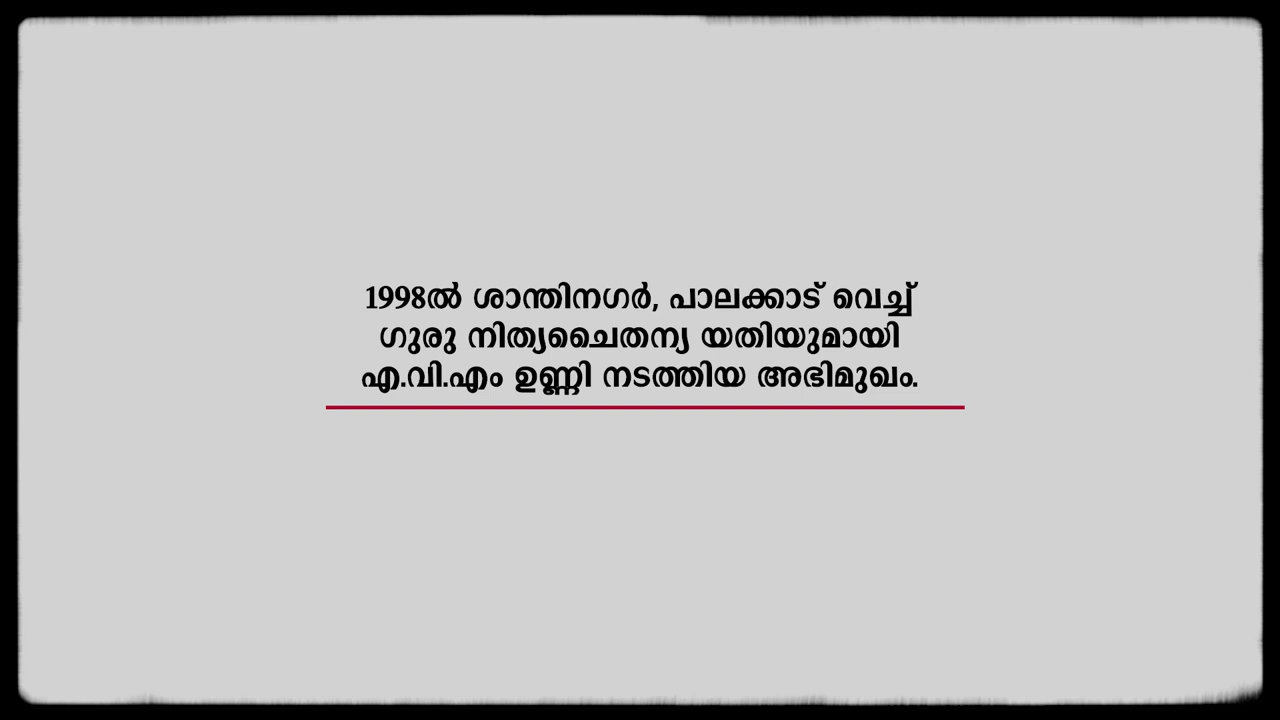 1998ൽ ശാന്തിനഗർ, പാലക്കാട് വെച്ച്
ഗുരു നിത്യചൈതന്യ യതിയുമായി
എ.വി.എം ഉണ്ണി നടത്തിയ അഭിമുഖം.